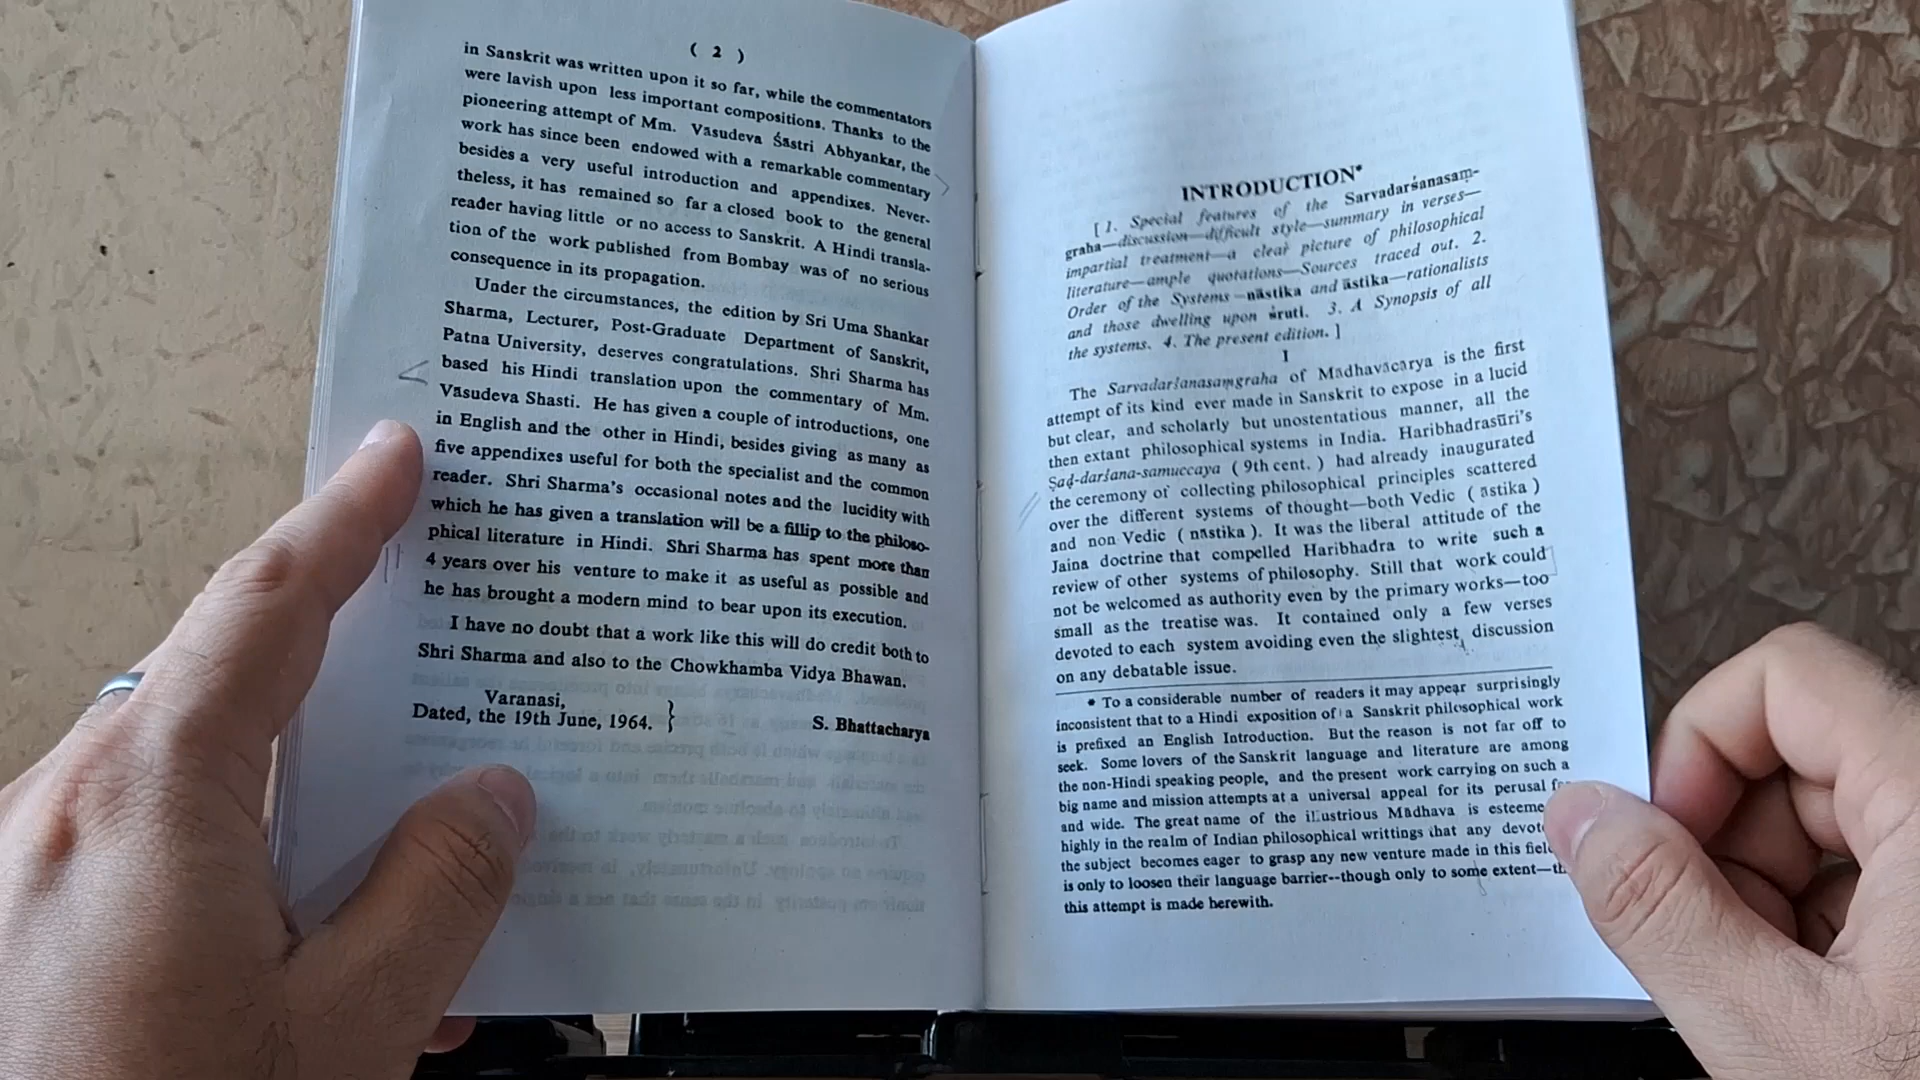 ( 2 )
in Sanskrit was written upon it so far, while the commentators
were lavish upon less important compositions. Thanks to the
pioneering attempt of Mm. Vāsudeva Śāstri Abhyankar, the
work has since been endowed with a remarkable commentary
besides a very useful introduction and appendixes. Never-
theless, it has remained so far a closed book to the general
reader having little or no access to Sanskrit. A Hindi transla-
tion of the work published from Bombay was of no serious
consequence in its propagation.
Under the circumstances, the edition by Sri Uma Shankar
Sharma, Lecturer, Post-Graduate Department of Sanskrit,
Patna University, deserves congratulations. Shri Sharma has
based his Hindi translation upon the commentary of Mm.
Vāsudeva Shasti. He has given a couple of introductions, one
in English and the other in Hindi, besides giving as many as
five appendixes useful for both the specialist and the common
reader. Shri Sharma's occasional notes and the lucidity with
which he has given a translation will be a fillip to the philoso-
phical literature in Hindi. Shri Sharma has spent more than
4 years over his venture to make it as useful as possible and
he has brought a modern mind to bear upon its execution.
I have no doubt that a work like this will do credit both to
Shri Sharma and also to the Chowkhamba Vidya Bhawan.
Varanasi,
Dated, the 19th June, 1964. } S. Bhattacharya
INTRODUCTION*
[ 1. Special features of the Sarvadarśanasaṃ-
graha—discussion—difficult style—summary in verses—
impartial treatment—a clear picture of philosophical
literature—ample quotations—Sources traced out. 2.
Order of the Systems—nāstika and āstika—rationalists
and those dwelling upon śruti. 3. A Synopsis of all
the systems. 4. The present edition. ]
I
The Sarvadarśanasaṃgraha of Mādhavācārya is the first
attempt of its kind ever made in Sanskrit to expose in a lucid
but clear, and scholarly but unostentatious manner, all the
then extant philosophical systems in India. Haribhadrasūri's
Ṣaḍ-darśana-samuccaya ( 9th cent. ) had already inaugurated
the ceremony of collecting philosophical principles scattered
over the different systems of thought—both Vedic ( āstika )
and non Vedic ( nāstika ). It was the liberal attitude of the
Jaina doctrine that compelled Haribhadra to write such a
review of other systems of philosophy. Still that work could
not be welcomed as authority even by the primary works—too
small as the treatise was. It contained only a few verses
devoted to each system avoiding even the slightest discussion
on any debatable issue.
* To a considerable number of readers it may appear surprisingly
inconsistent that to a Hindi exposition of a Sanskrit philosophical work
is prefixed an English Introduction. But the reason is not far off to
seek. Some lovers of the Sanskrit language and literature are among
the non-Hindi speaking people, and the present work carrying on such a
big name and mission attempts at a universal appeal for its perusal
and wide. The great name of the illustrious Mādhava is
highly in the realm of Indian philosophical writtings that any
the subject becomes eager to grasp any new venture made in this
is only to loosen their language barrier--though only to some extent—
this attempt is made herewith.